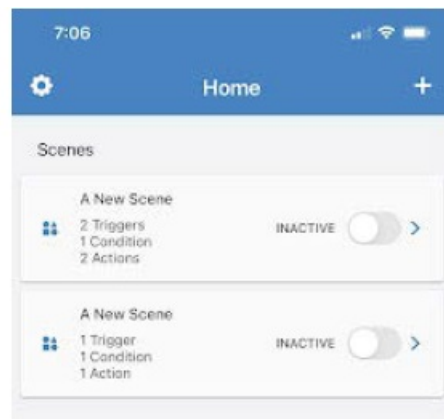 7:06
Home
+
Scenes
A New Scene
2 Triggers
1 Condition
2 Actions
INACTIVE
A New Scene
1 Trigger
1 Condition
1 Action
INACTIVE